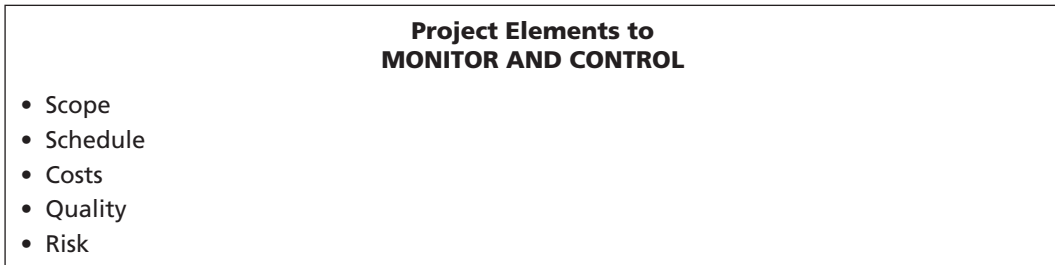 Project Elements to
MONITOR AND CONTROL
• Scope
• Schedule
• Costs
• Quality
• Risk